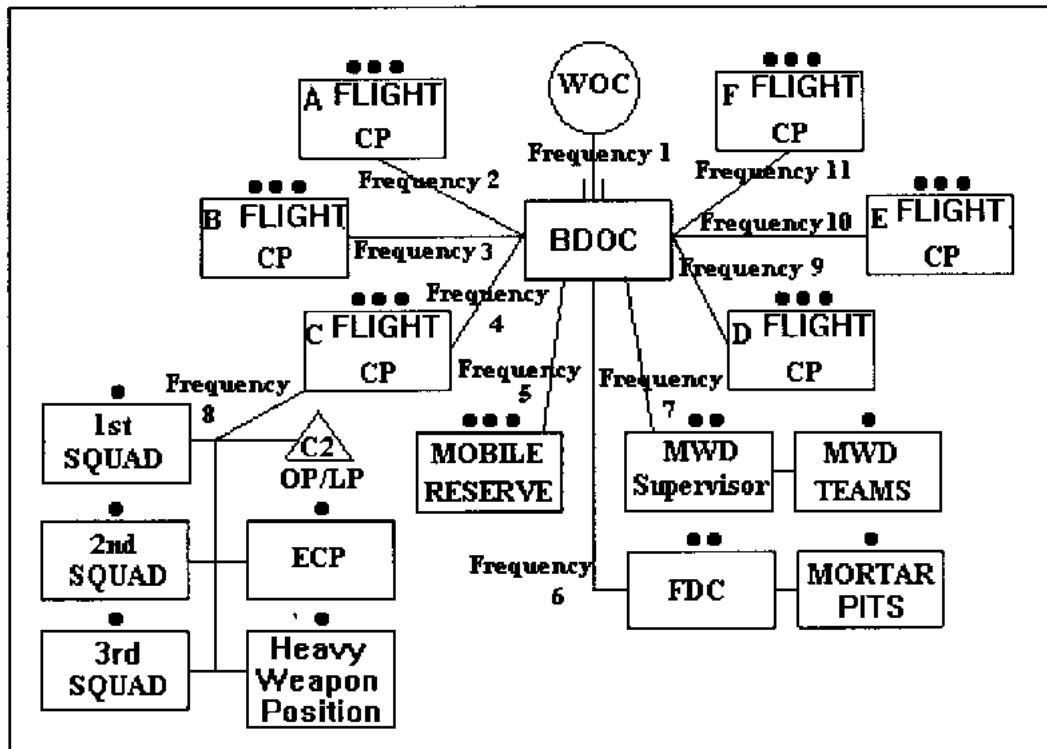 A FLIGHT
CP
WOC
F FLIGHT
CP
Frequency 1
Frequency 2
Frequency 11
B FLIGHT
CP
Frequency 3
BDOC
Frequency 10
E FLIGHT
CP
Frequency 9
Frequency
4
C FLIGHT
CP
D FLIGHT
CP
Frequency
5
Frequency
7
Frequency
8
1st
SQUAD
C2
OP/LP
MOBILE
RESERVE
MWD
Supervisor
MWD
TEAMS
2nd
SQUAD
ECP
Frequency
6
FDC
MORTAR
PITS
3rd
SQUAD
Heavy
Weapon
Position